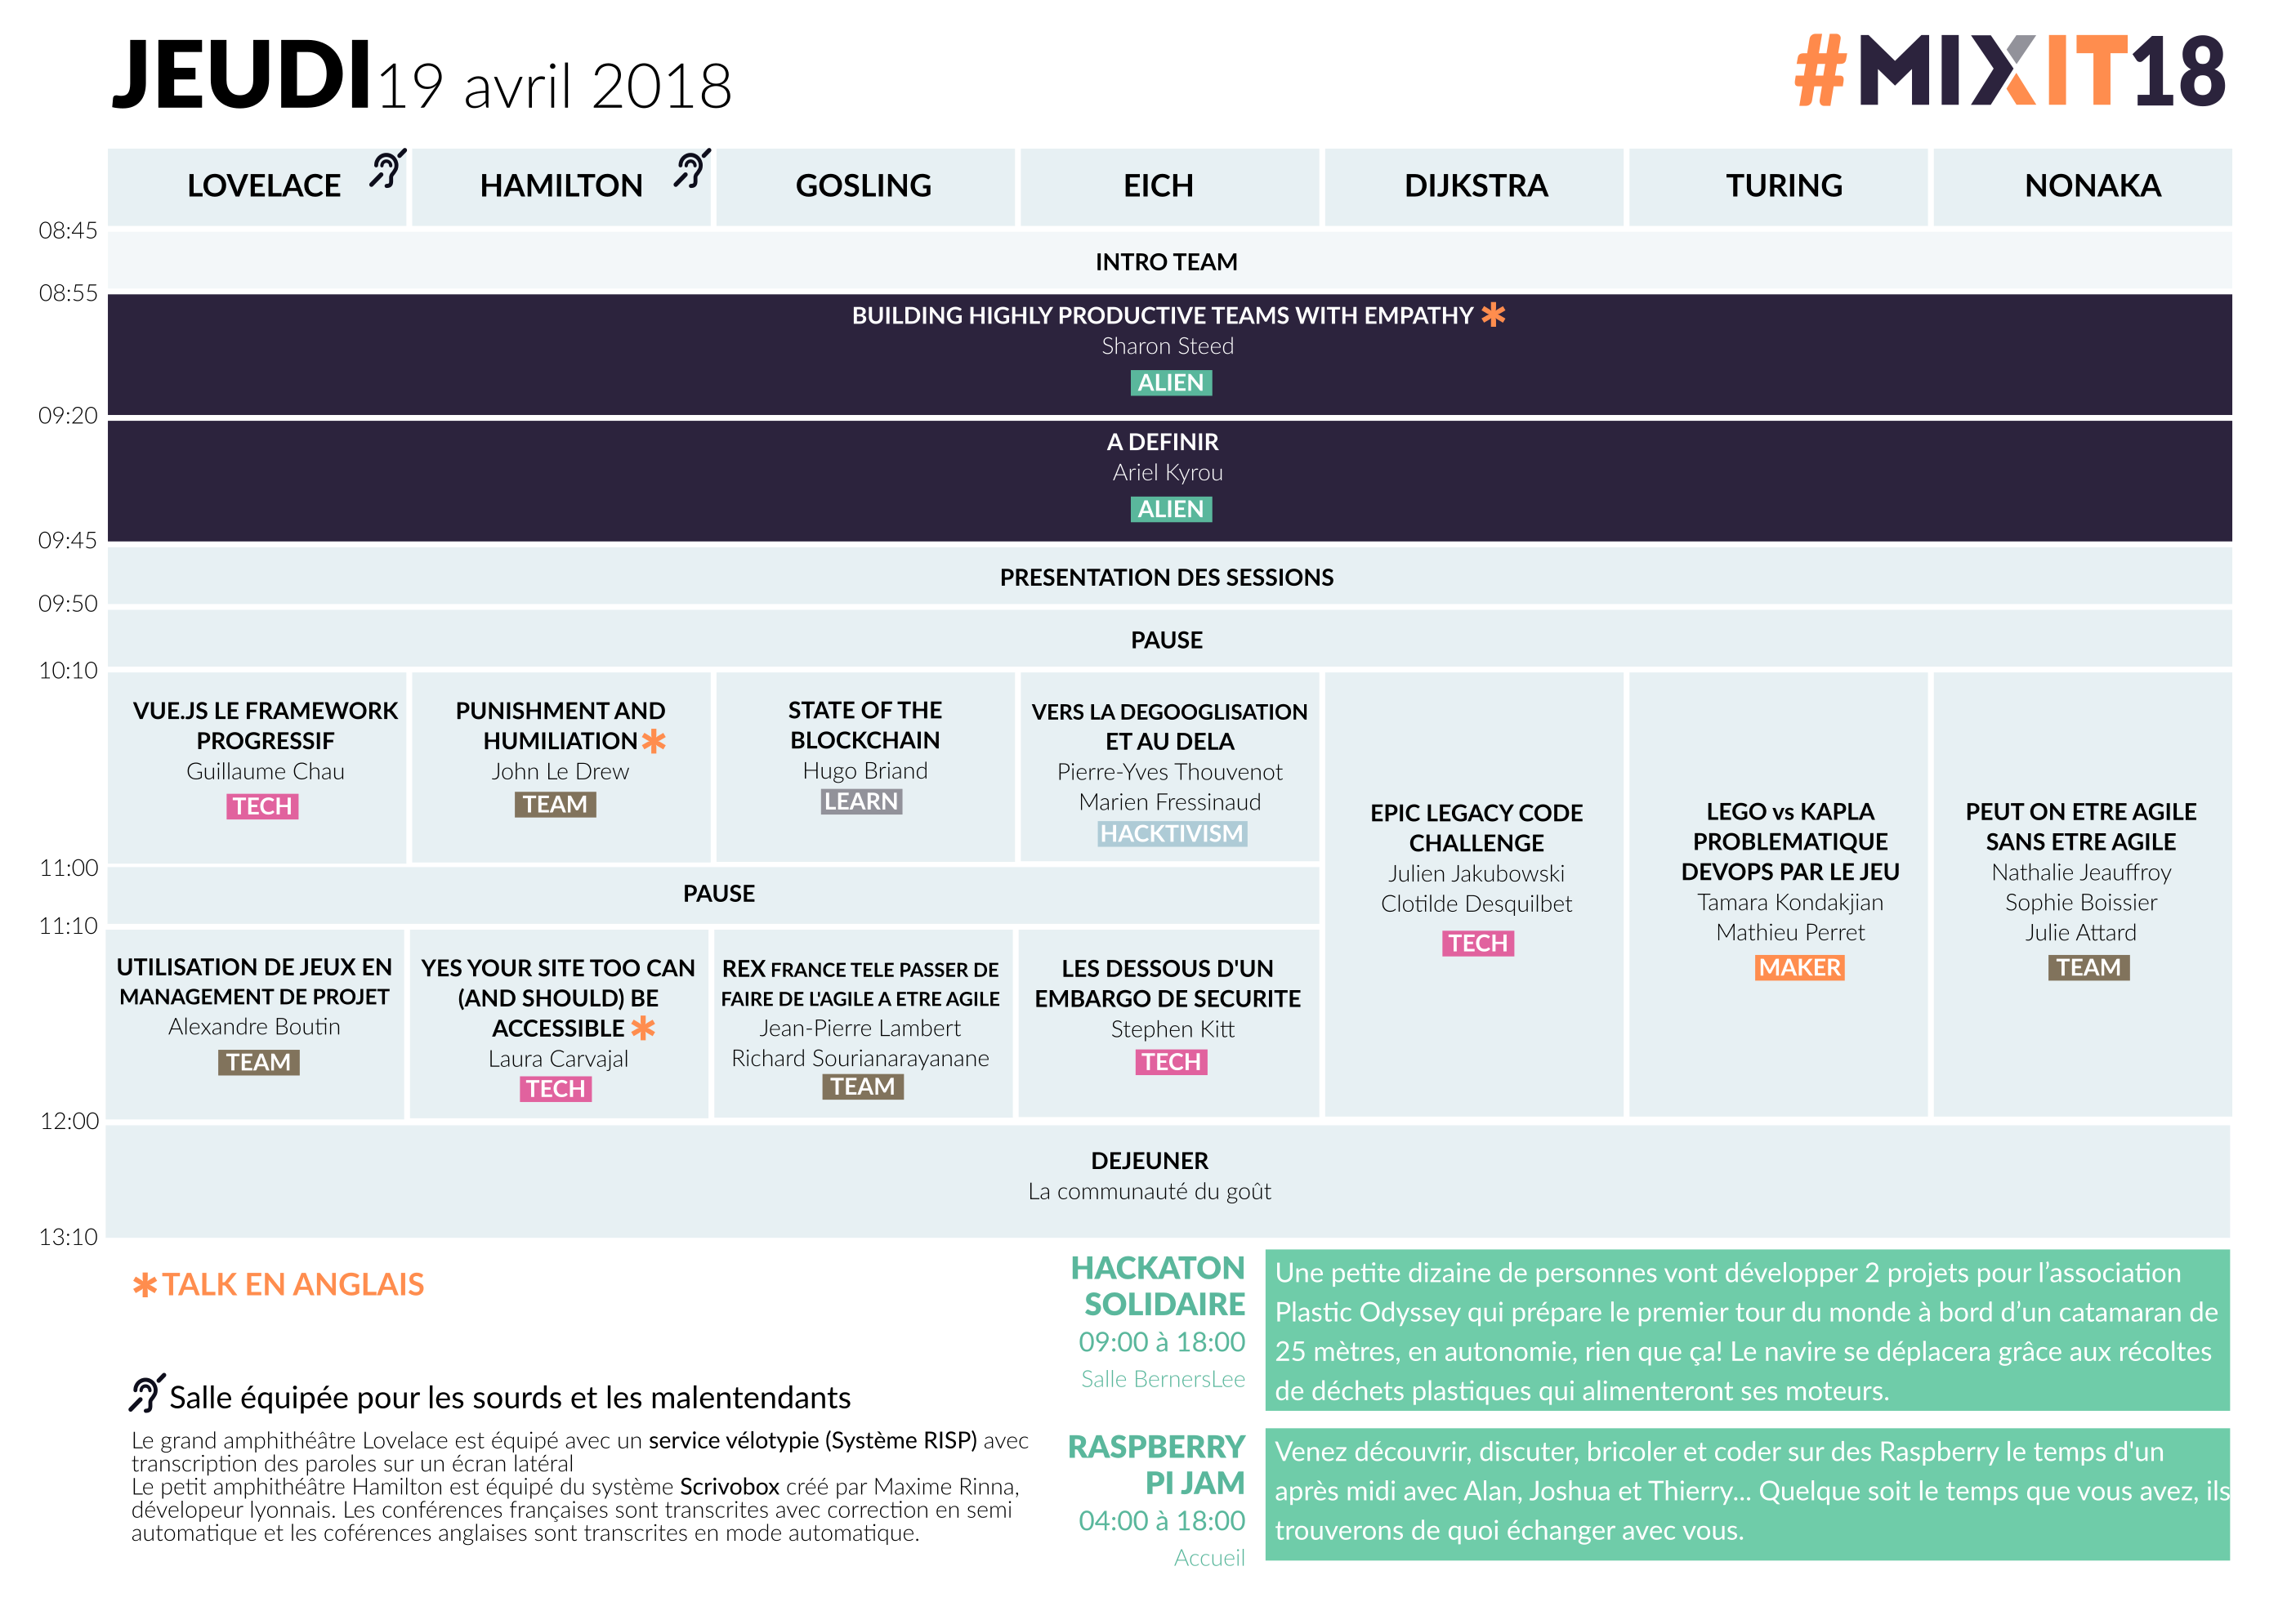 JEUDI 19 avril 2018
#MIXIT18
LOVELACE
HAMILTON
GOSLING
EICH
DIJKSTRA
TURING
NONAKA
08:45
INTRO TEAM
08:55
BUILDING HIGHLY PRODUCTIVE TEAMS WITH EMPATHY *
Sharon Steed
ALIEN
09:20
A DEFINIR
Ariel Kyrou
ALIEN
09:45
PRESENTATION DES SESSIONS
09:50
PAUSE
10:10
VUE.JS LE FRAMEWORK
PROGRESSIF
Guillaume Chau
TECH
PUNISHMENT AND
HUMILIATION *
John Le Drew
TEAM
STATE OF THE
BLOCKCHAIN
Hugo Briand
LEARN
VERS LA DEGOOGLISATION
ET AU DELA
Pierre-Yves Thouvenot
Marien Fressinaud
HACKTIVISM
EPIC LEGACY CODE
CHALLENGE
Julien Jakubowski
Clotilde Desquilbet
TECH
LEGO vs KAPLA
PROBLEMATIQUE
DEVOPS PAR LE JEU
Tamara Kondakjian
Mathieu Perret
MAKER
PEUT ON ETRE AGILE
SANS ETRE AGILE
Nathalie Jeauffroy
Sophie Boissier
Julie Attard
TEAM
11:00
PAUSE
11:10
UTILISATION DE JEUX EN
MANAGEMENT DE PROJET
Alexandre Boutin
TEAM
YES YOUR SITE TOO CAN
(AND SHOULD) BE
ACCESSIBLE *
Laura Carvajal
TECH
REX FRANCE TELE PASSER DE
FAIRE DE L'AGILE A ETRE AGILE
Jean-Pierre Lambert
Richard Sourianarayanane
TEAM
LES DESSOUS D'UN
EMBARGO DE SECURITE
Stephen Kitt
TECH
12:00
DEJEUNER
La communauté du goût
13:10
* TALK EN ANGLAIS
Salle équipée pour les sourds et les malentendants
Le grand amphithéâtre Lovelace est équipé avec un service vélotypie (Système RISP) avec
transcription des paroles sur un écran latéral
Le petit amphithéâtre Hamilton est équipé du système Scrivobox créé par Maxime Rinna,
dévelopeur lyonnais. Les conférences françaises sont transcrites avec correction en semi
automatique et les coférences anglaises sont transcrites en mode automatique.
HACKATON
SOLIDAIRE
09:00 à 18:00
Salle BernersLee
Une petite dizaine de personnes vont développer 2 projets pour l’association
Plastic Odyssey qui prépare le premier tour du monde à bord d’un catamaran de
25 mètres, en autonomie, rien que ça! Le navire se déplacera grâce aux récoltes
de déchets plastiques qui alimenteront ses moteurs.
RASPBERRY
PI JAM
04:00 à 18:00
Accueil
Venez découvrir, discuter, bricoler et coder sur des Raspberry le temps d'un
après midi avec Alan, Joshua et Thierry... Quelque soit le temps que vous avez, ils
trouverons de quoi échanger avec vous.